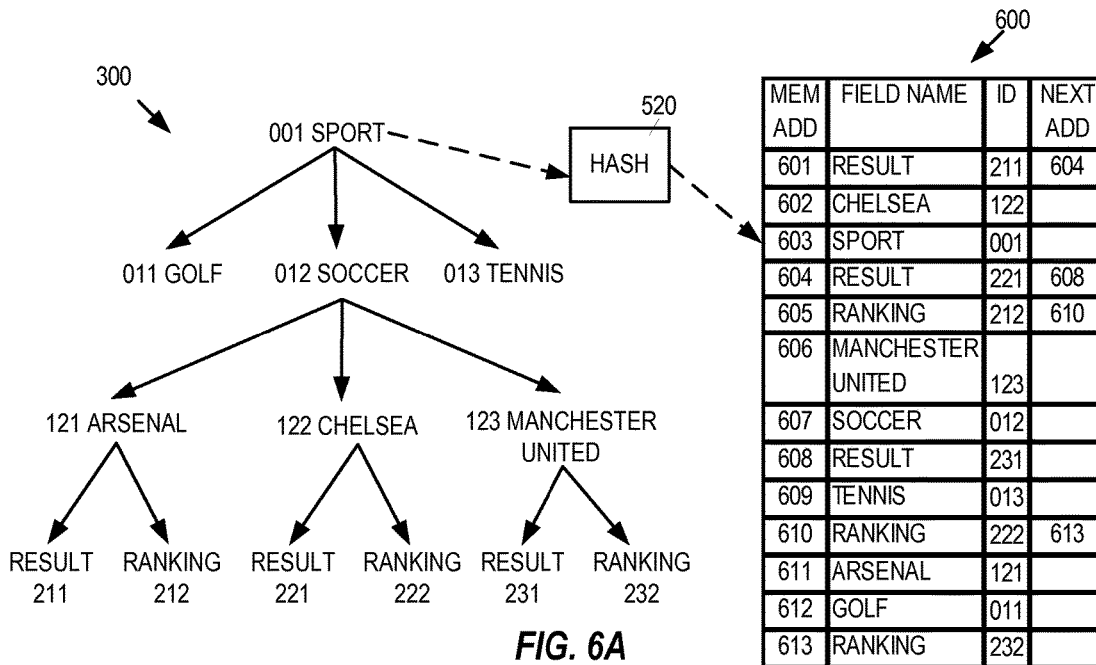 600
300
520
001 SPORT
HASH
011 GOLF 012 SOCCER 013 TENNIS
121 ARSENAL 122 CHELSEA 123 MANCHESTER
UNITED
RESULT RANKING RESULT RANKING RESULT RANKING
211 212 221 222 231 232
FIG. 6A
MEM FIELD NAME ID NEXT
ADD ADD
601 RESULT 211 604
602 CHELSEA 122
603 SPORT 001
604 RESULT 221 608
605 RANKING 212 610
606 MANCHESTER
UNITED 123
607 SOCCER 012
608 RESULT 231
609 TENNIS 013
610 RANKING 222 613
611 ARSENAL 121
612 GOLF 011
613 RANKING 232